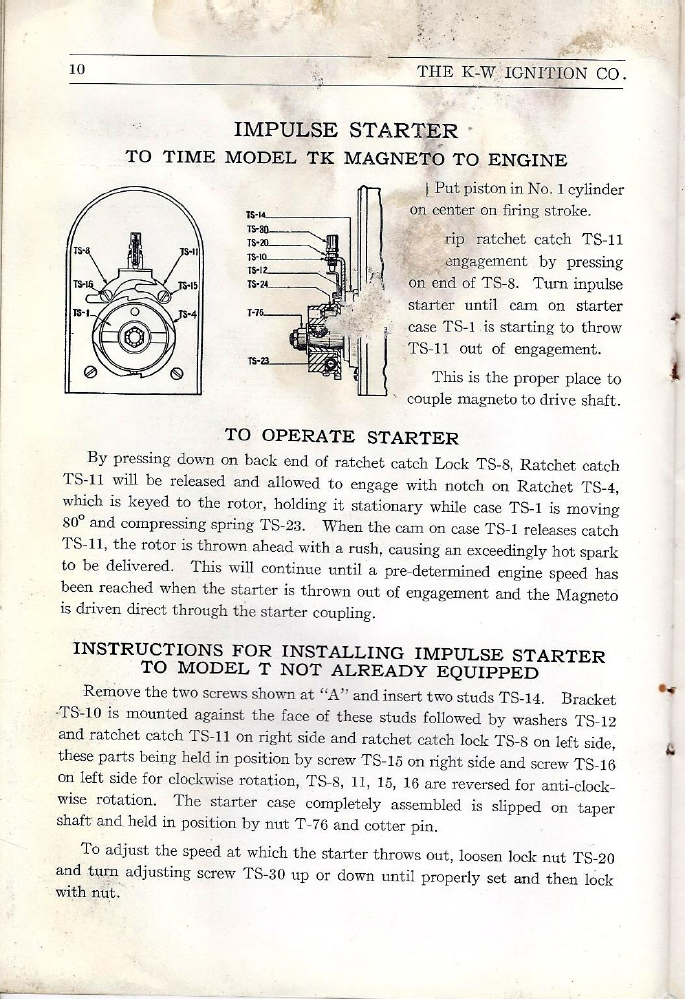 10
THE K-W IGNITION CO.
IMPULSE STARTER
TO TIME MODEL TK MAGNETO TO ENGINE
TS-8
TS-11
TS-16
TS-15
TS-1
TS-4
TS-14
TS-30
TS-20
TS-10
TS-12
TS-24
T-76
TS-23
Put piston in No. 1 cylinder
on center on firing stroke.
rip ratchet catch TS-11
engagement by pressing
on end of TS-8. Turn inpulse
starter until cam on starter
case TS-1 is starting to throw
TS-11 out of engagement.
This is the proper place to
couple magneto to drive shaft.
TO OPERATE STARTER
By pressing down on back end of ratchet catch Lock TS-8, Ratchet catch
TS-11 will be released and allowed to engage with notch on Ratchet TS-4,
which is keyed to the rotor, holding it stationary while case TS-1 is moving
80° and compressing spring TS-23. When the cam on case TS-1 releases catch
TS-11, the rotor is thrown ahead with a rush, causing an exceedingly hot spark
to be delivered. This will continue until a pre-determined engine speed has
been reached when the starter is thrown out of engagement and the Magneto
is driven direct through the starter coupling.
INSTRUCTIONS FOR INSTALLING IMPULSE STARTER
TO MODEL T NOT ALREADY EQUIPPED
Remove the two screws shown at "A" and insert two studs TS-14. Bracket
TS-10 is mounted against the face of these studs followed by washers TS-12
and ratchet catch TS-11 on right side and ratchet catch lock TS-8 on left side,
these parts being held in position by screw TS-15 on right side and screw TS-16
on left side for clockwise rotation, TS-8, 11, 15, 16 are reversed for anti-clock-
wise rotation. The starter case completely assembled is slipped on taper
shaft and held in position by nut T-76 and cotter pin.
To adjust the speed at which the starter throws out, loosen lock nut TS-20
and turn adjusting screw TS-30 up or down until properly set and then lock
with nut.